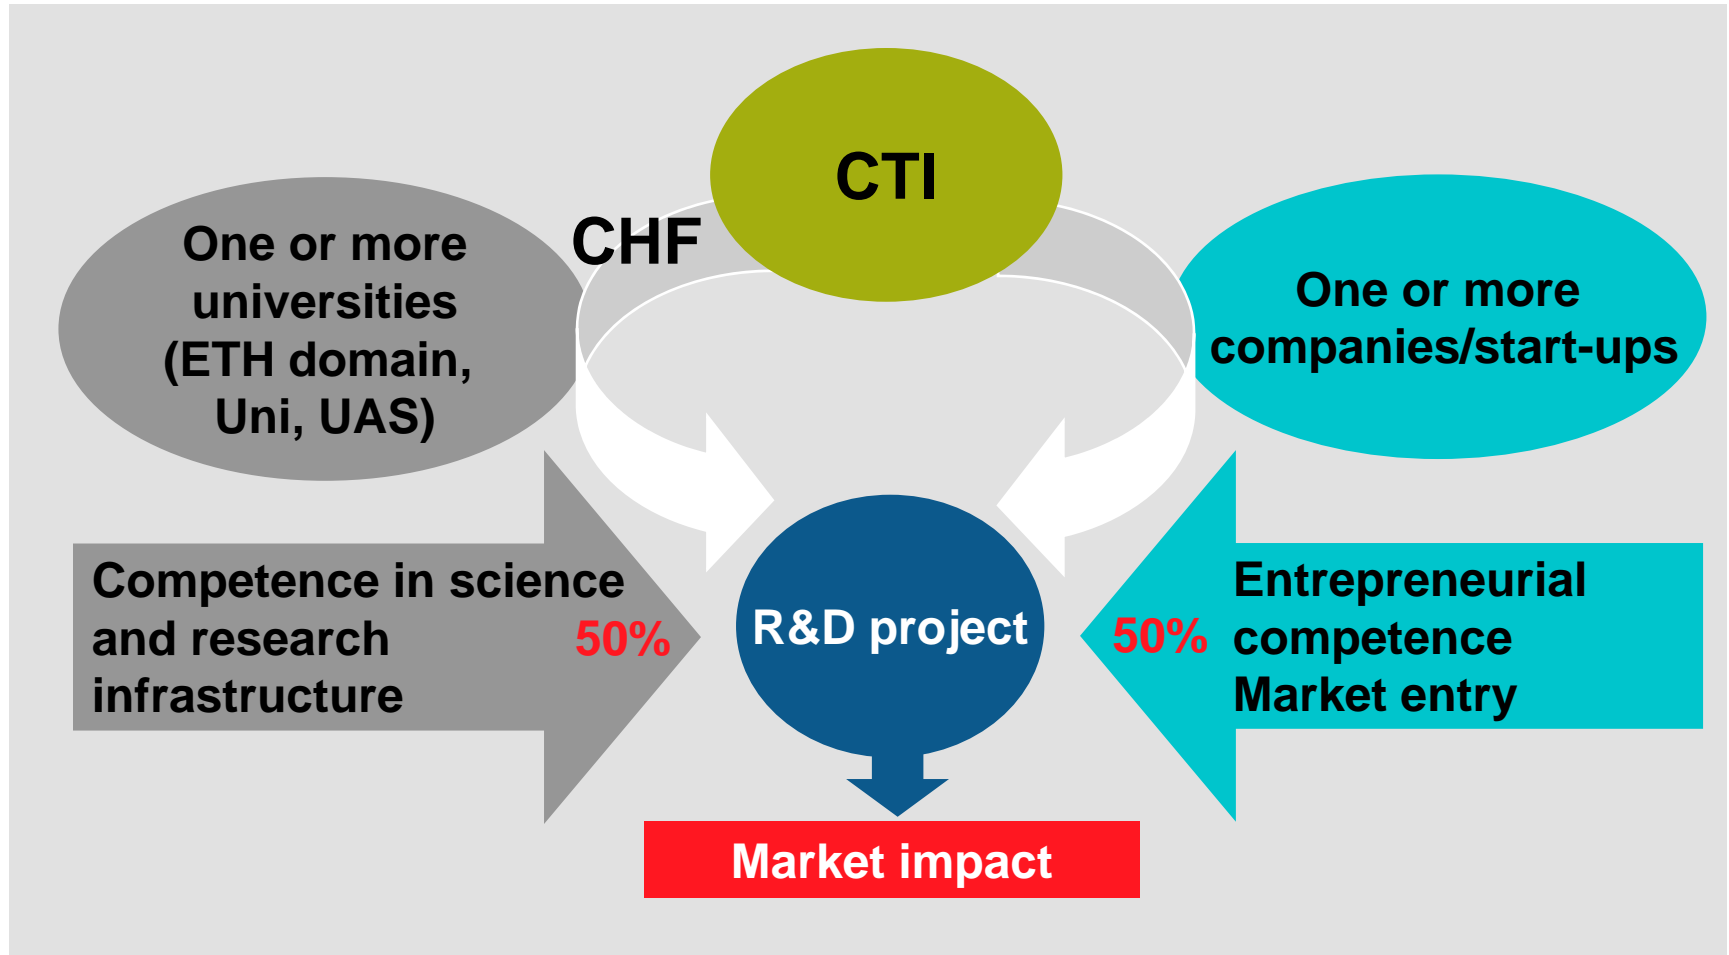 CTI
CHF
One or more
universities
(ETH domain,
Uni, UAS)
One or more
companies/start-ups
Competence in science
and research
infrastructure
50%
R&D project
50%
Entrepreneurial
competence
Market entry
Market impact